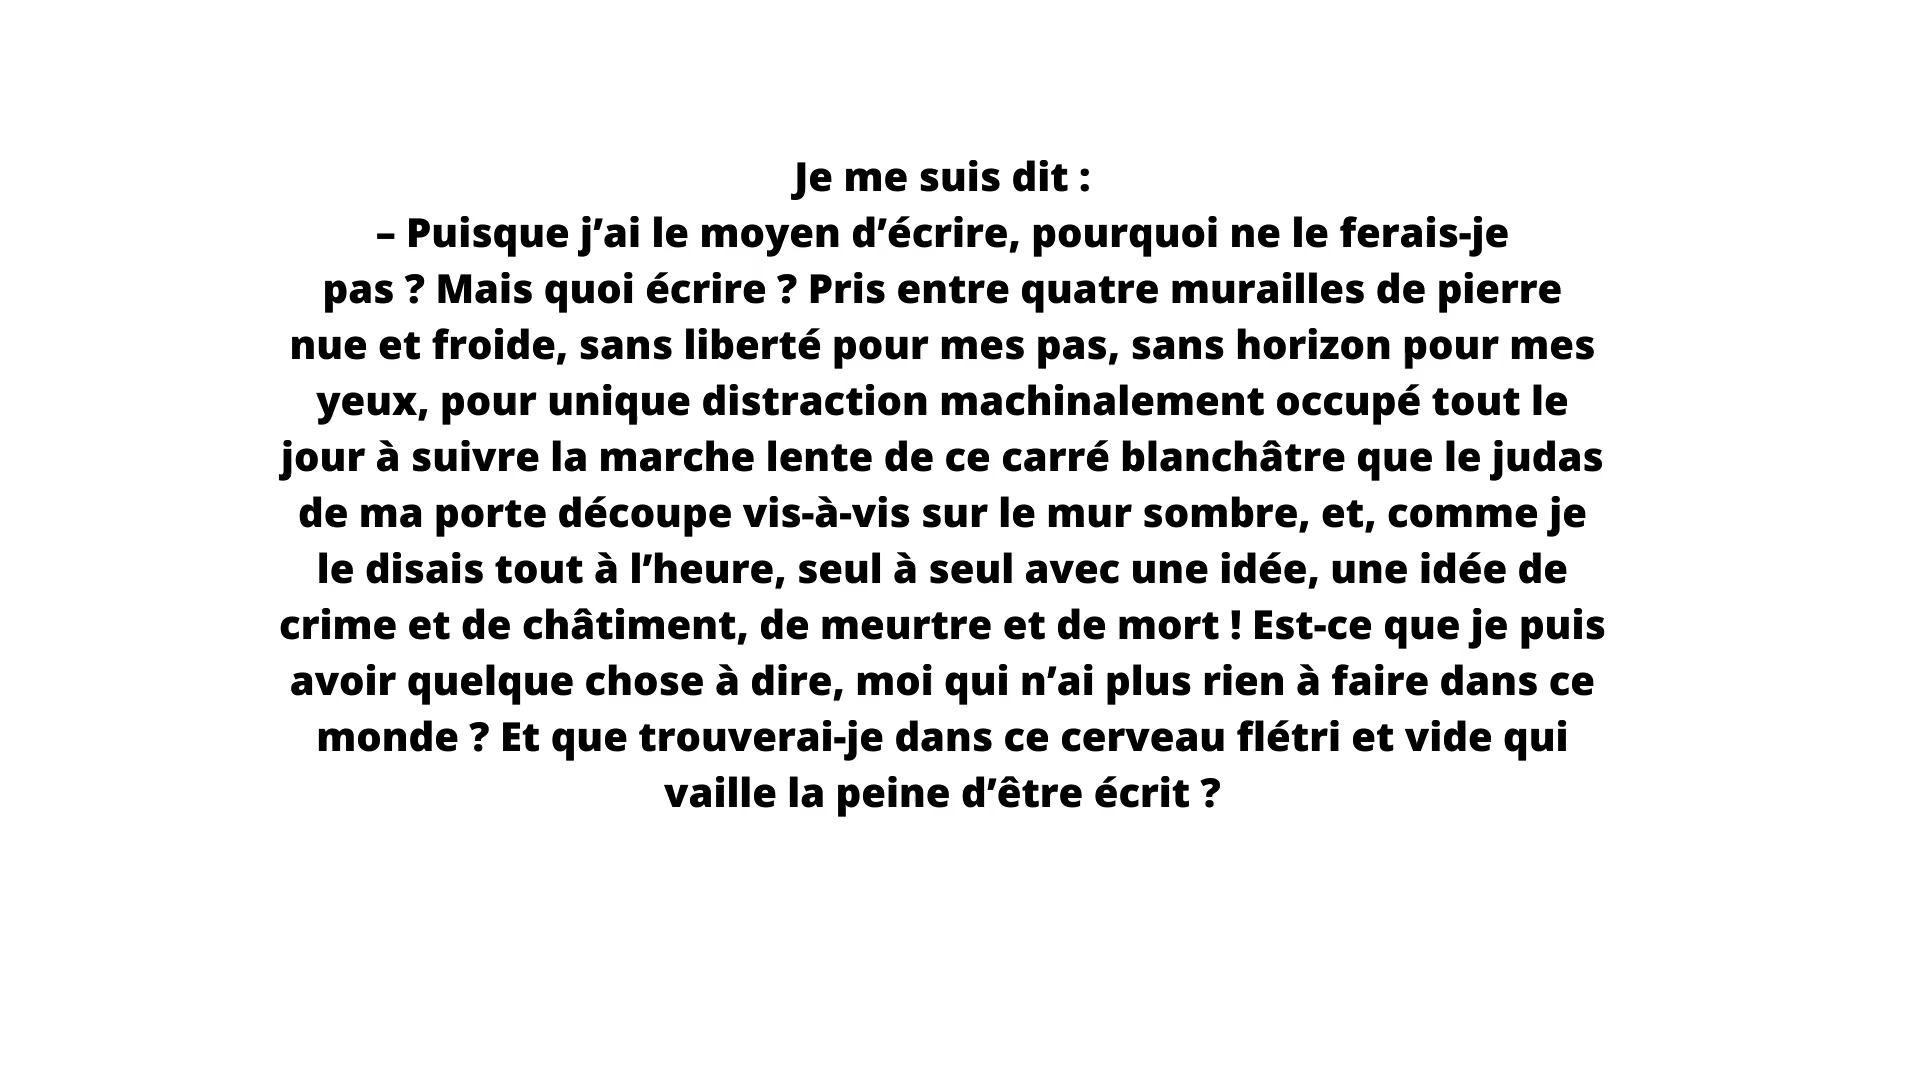 Je me suis dit :
– Puisque j’ai le moyen d’écrire, pourquoi ne le ferais-je
pas ? Mais quoi écrire ? Pris entre quatre murailles de pierre
nue et froide, sans liberté pour mes pas, sans horizon pour mes
yeux, pour unique distraction machinalement occupé tout le
jour à suivre la marche lente de ce carré blanchâtre que le judas
de ma porte découpe vis-à-vis sur le mur sombre, et, comme je
le disais tout à l’heure, seul à seul avec une idée, une idée de
crime et de châtiment, de meurtre et de mort ! Est-ce que je puis
avoir quelque chose à dire, moi qui n’ai plus rien à faire dans ce
monde ? Et que trouverai-je dans ce cerveau flétri et vide qui
vaille la peine d’être écrit ?